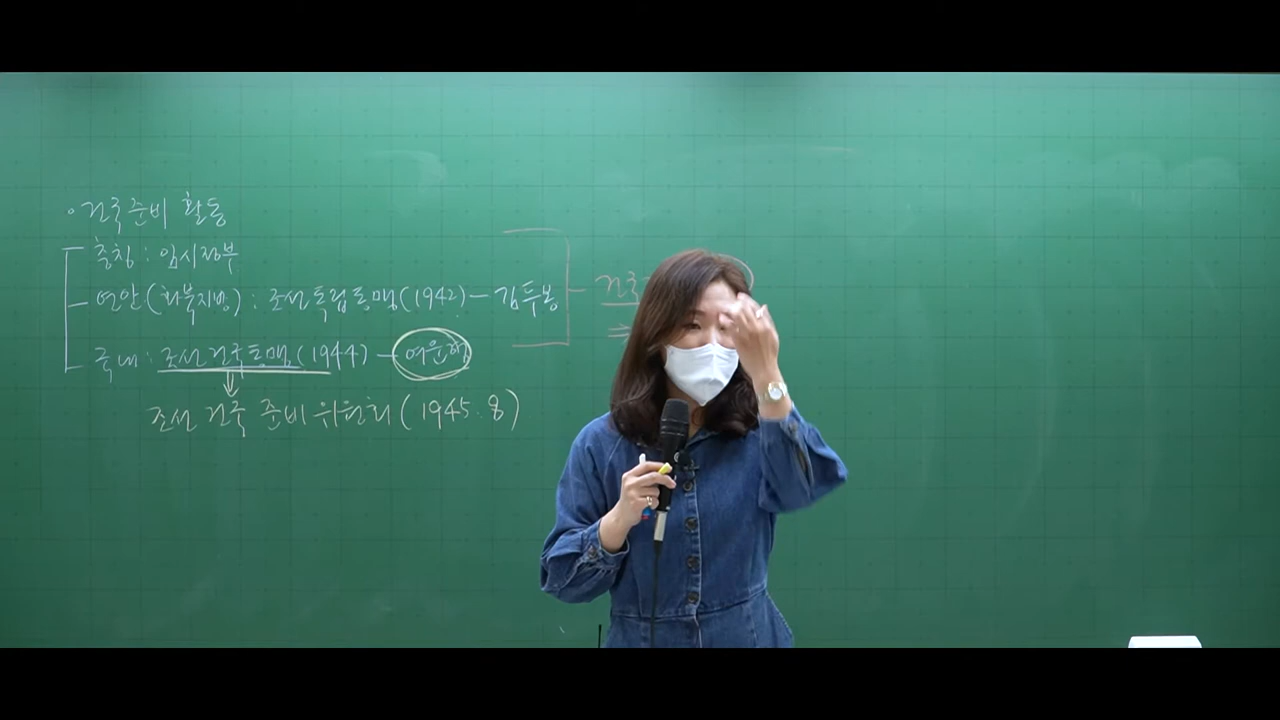 • 건국준비 활동
충칭 : 임시정부
연안(화북지방) : 조선독립동맹(1942) - 김두봉
국내 : 조선건국동맹(1944) - 여운형
조선 건국 준비 위원회(1945.8)
건국
⇒